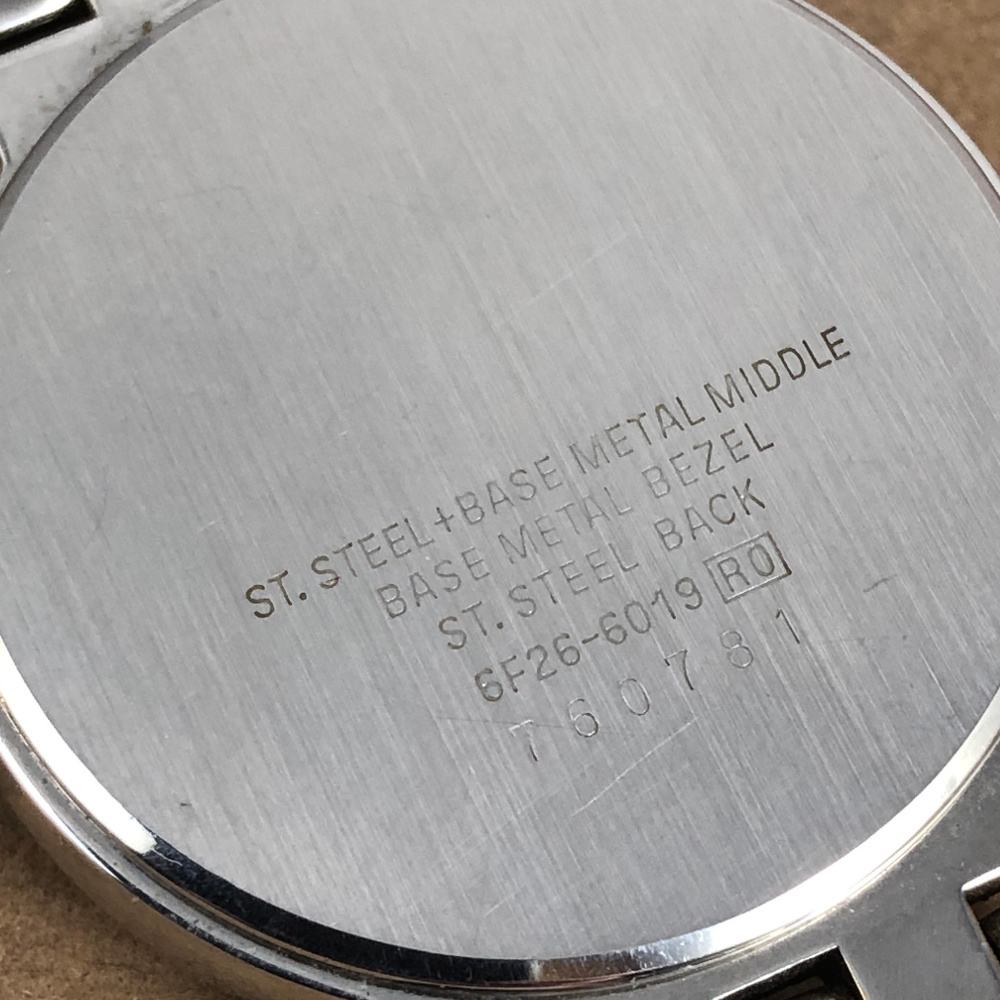 ST. STEEL+BASE METAL MIDDLE
BASE METAL BEZEL
ST. STEEL BACK
6F26-6019 R0
760781